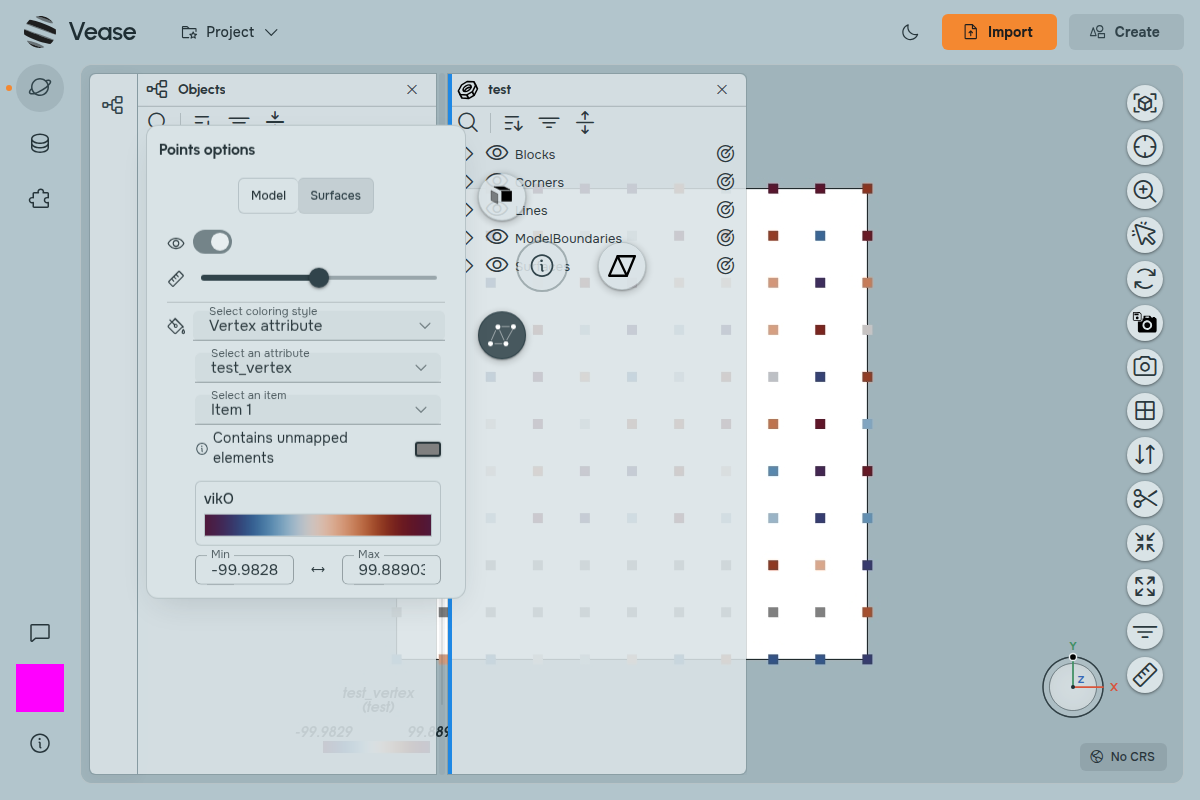 Vease
Project
Import
Create
Objects
test
Points options
Model
Surfaces
Blocks
Corners
Lines
ModelBoundaries
Select coloring style
Vertex attribute
Select an attribute
test_vertex
Select an item
Item 1
Contains unmapped
elements
vikO
Min
-99.9828
Max
99.88903
test_vertex
(test)
-99.9829
99.889
Y
Z
X
No CRS